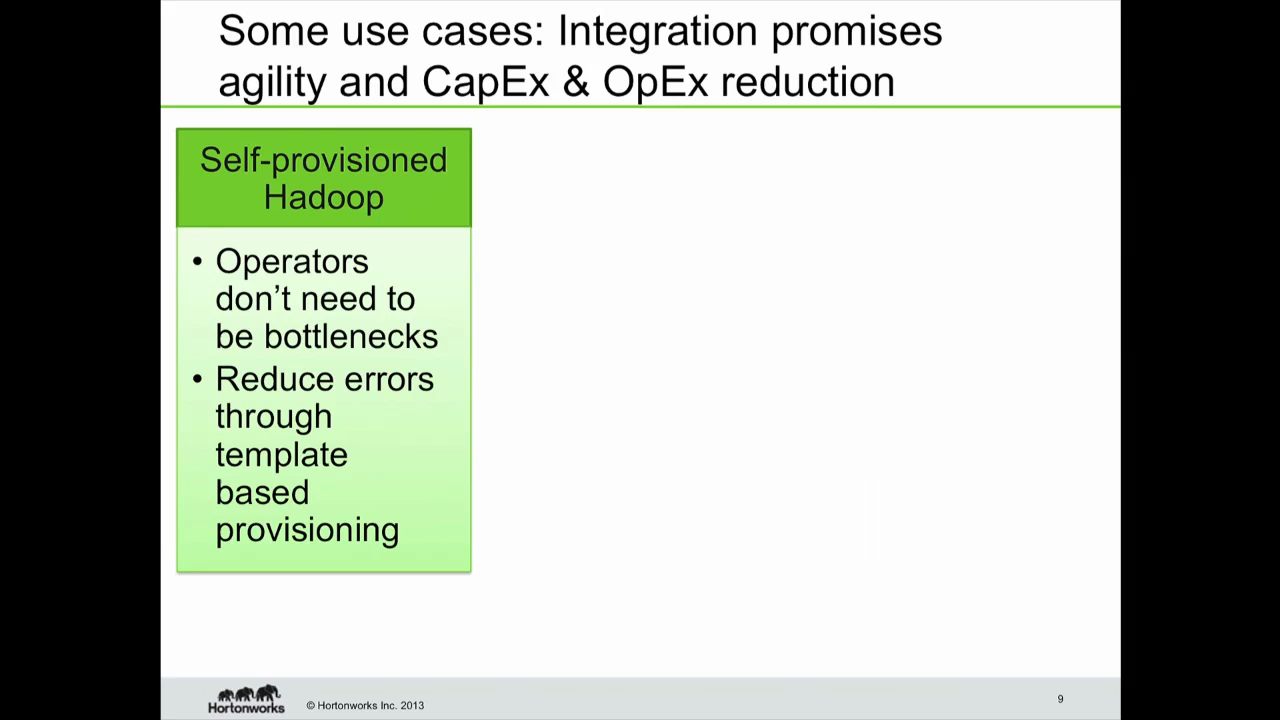 Some use cases: Integration promises
agility and CapEx & OpEx reduction
Self-provisioned
Hadoop
• Operators
don’t need to
be bottlenecks
• Reduce errors
through
template
based
provisioning
Hortonworks
© Hortonworks Inc. 2013
9